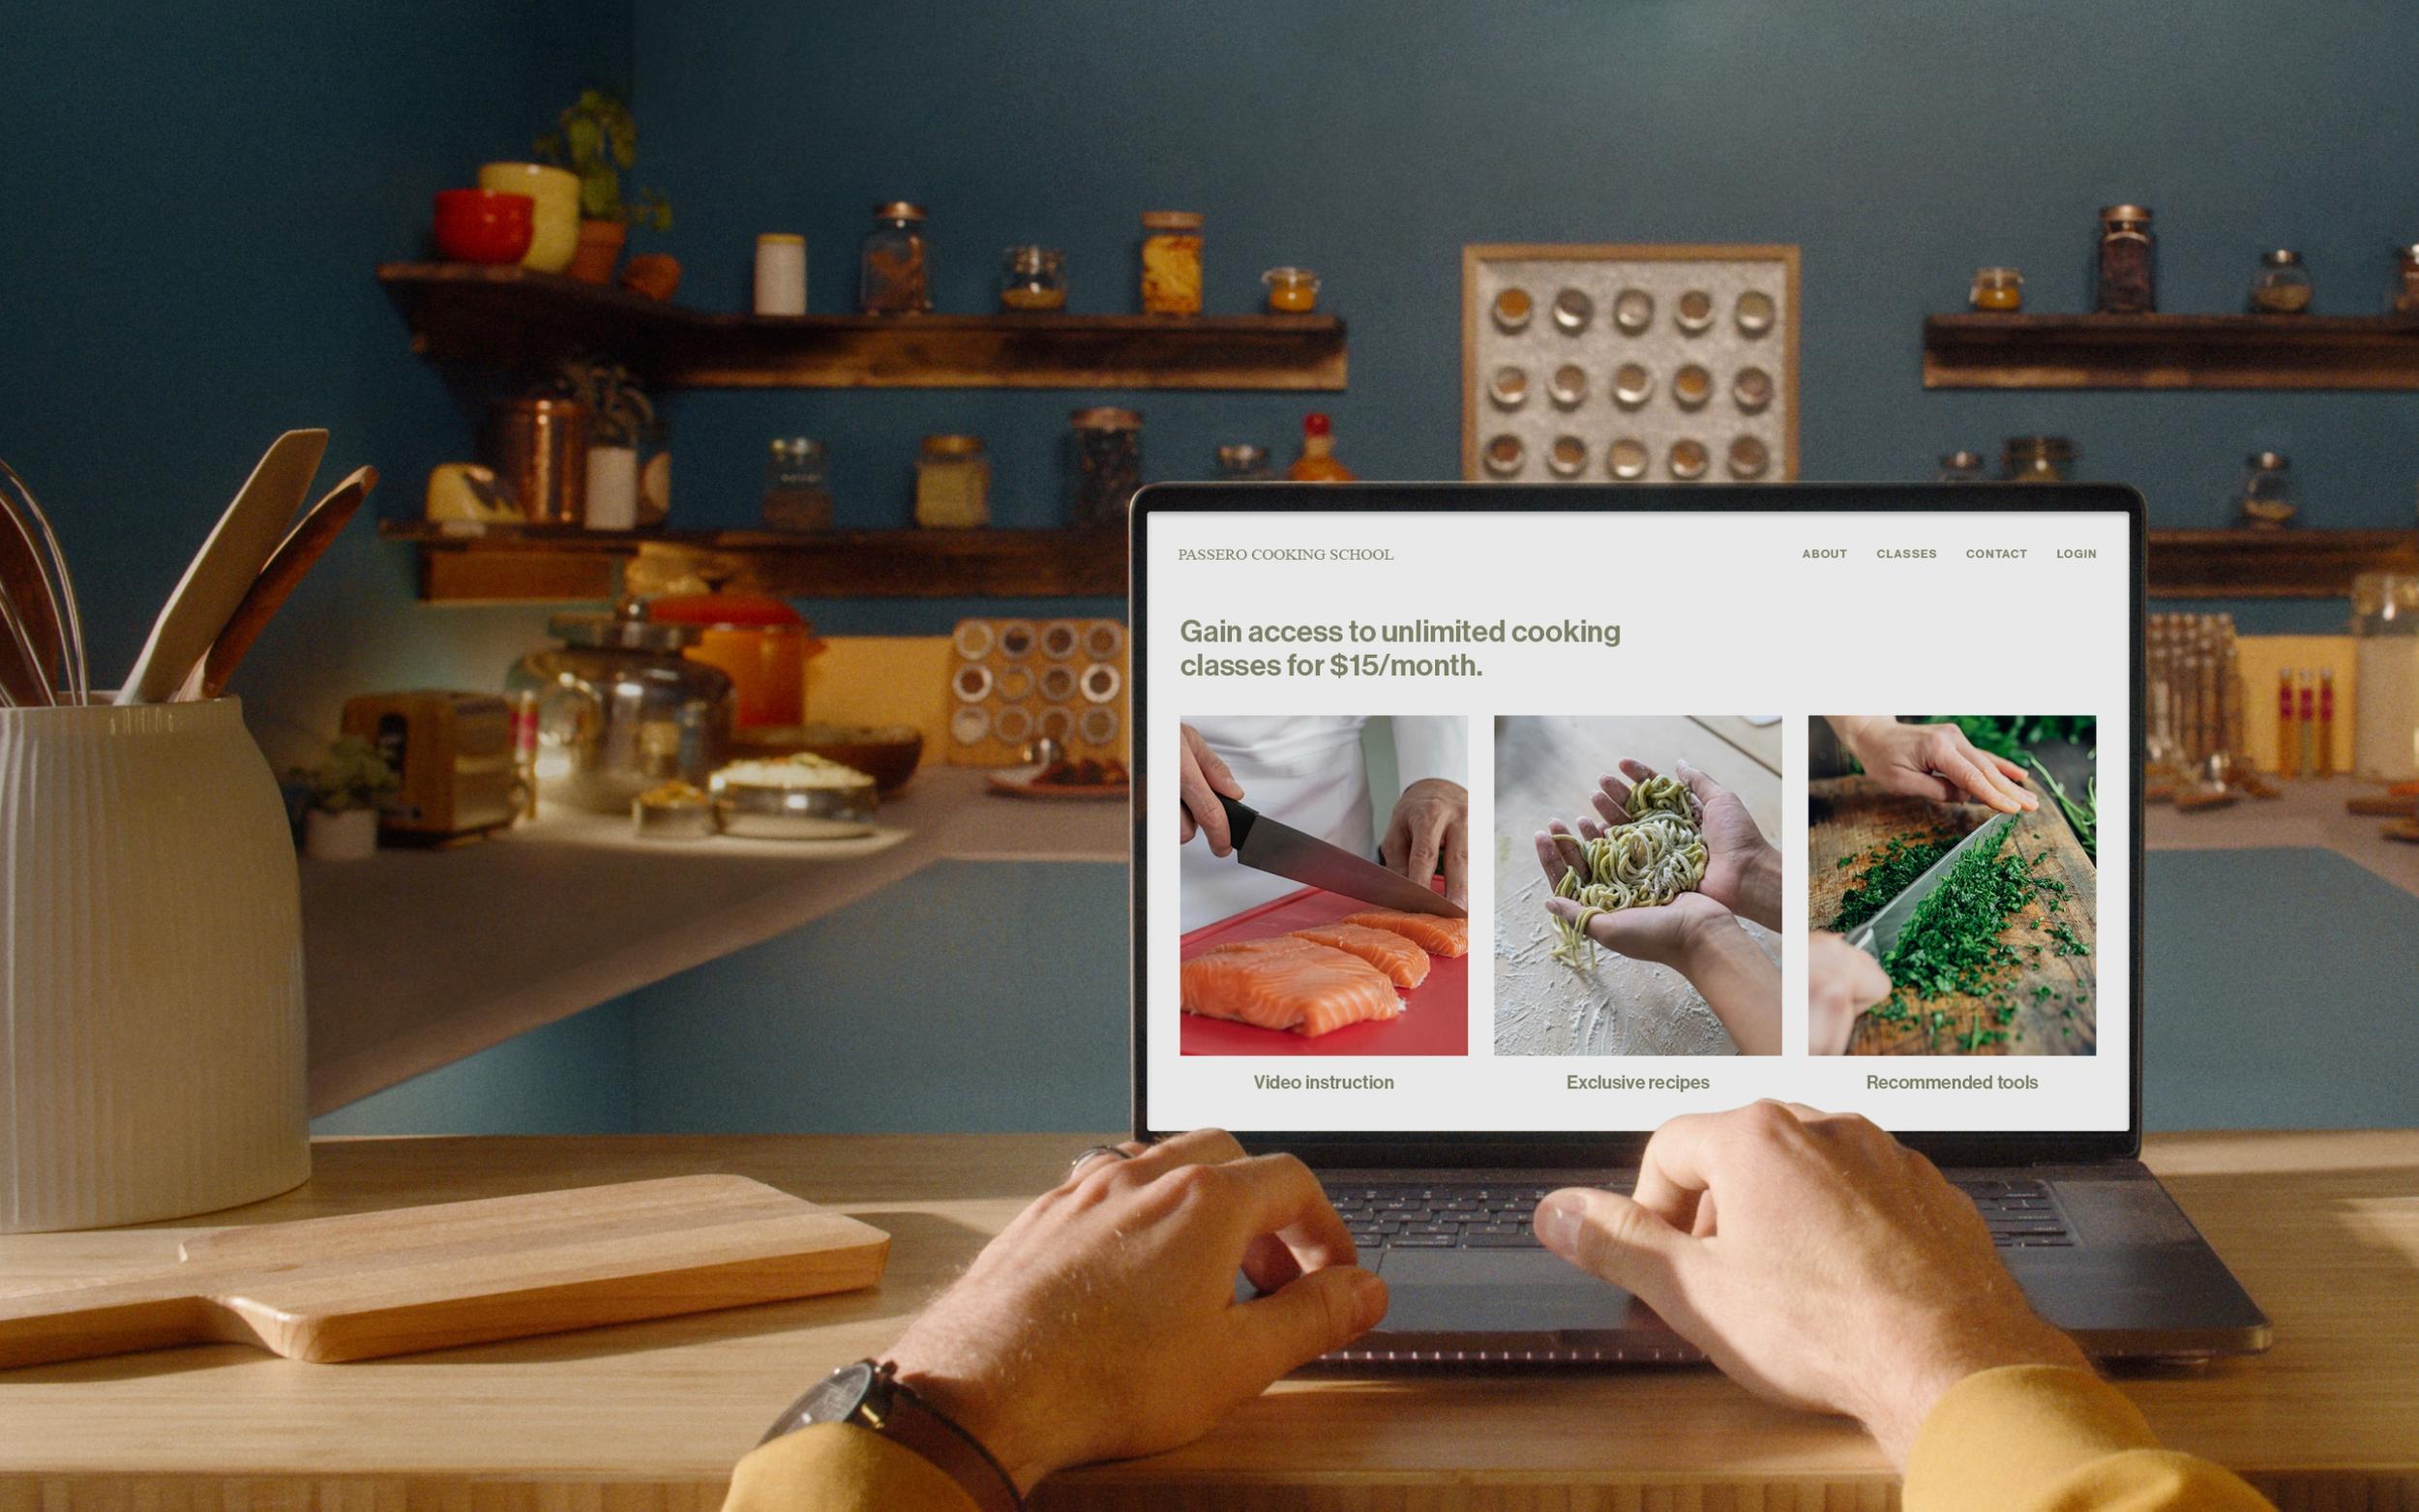 PASSERO COOKING SCHOOL
ABOUT CLASSES CONTACT LOGIN
Gain access to unlimited cooking
classes for $15/month.
Video instruction
Exclusive recipes
Recommended tools